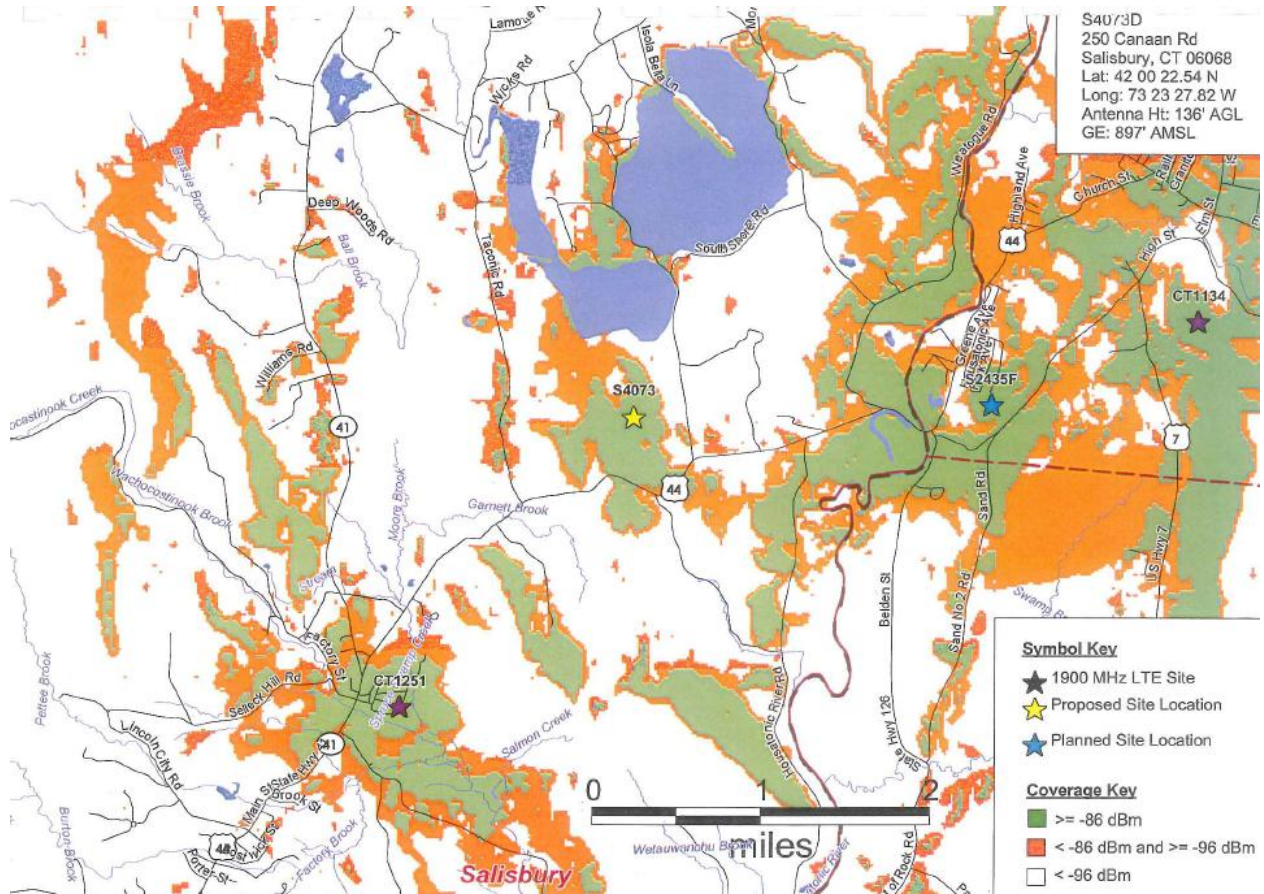 S4073D
250 Canaan Rd
Salisbury, CT 06068
Lat: 42 00 22.54 N
Long: 73 23 27.82 W
Antenna Ht: 136' AGL
GE: 897' AMSL
Isola Bella Ln
Wicks Rd
Weatogue Rd
Brassie Brook
Highland Ave
Church St
Elm St
Deep Woods Rd
Ball Brook
Taconic Rd
South Shore Rd
44
High St
CT1134
Williams Rd
Greene Ave
S4073
41
7
Wachocastinook Brook
44
Moore Brook
Garnett Brook
Sand Rd
US Hwy 7
Stream
Belden St
Sand No 2 Rd
Factory St
CT1251
Selleck Hill Rd
Pettee Brook
Housatonic River Rd
State Hwy 126
Salmon Creek
41
Lincoln City Rd
Main St
Brook St
Porter St
Factory Brook
Burton Brook
Wetauwanchu Brook
of Rock Rd
Salisbury
0 1 2
miles
Symbol Key
1900 MHz LTE Site
Proposed Site Location
Planned Site Location
Coverage Key
>= -86 dBm
< -86 dBm and >= -96 dBm
< -96 dBm